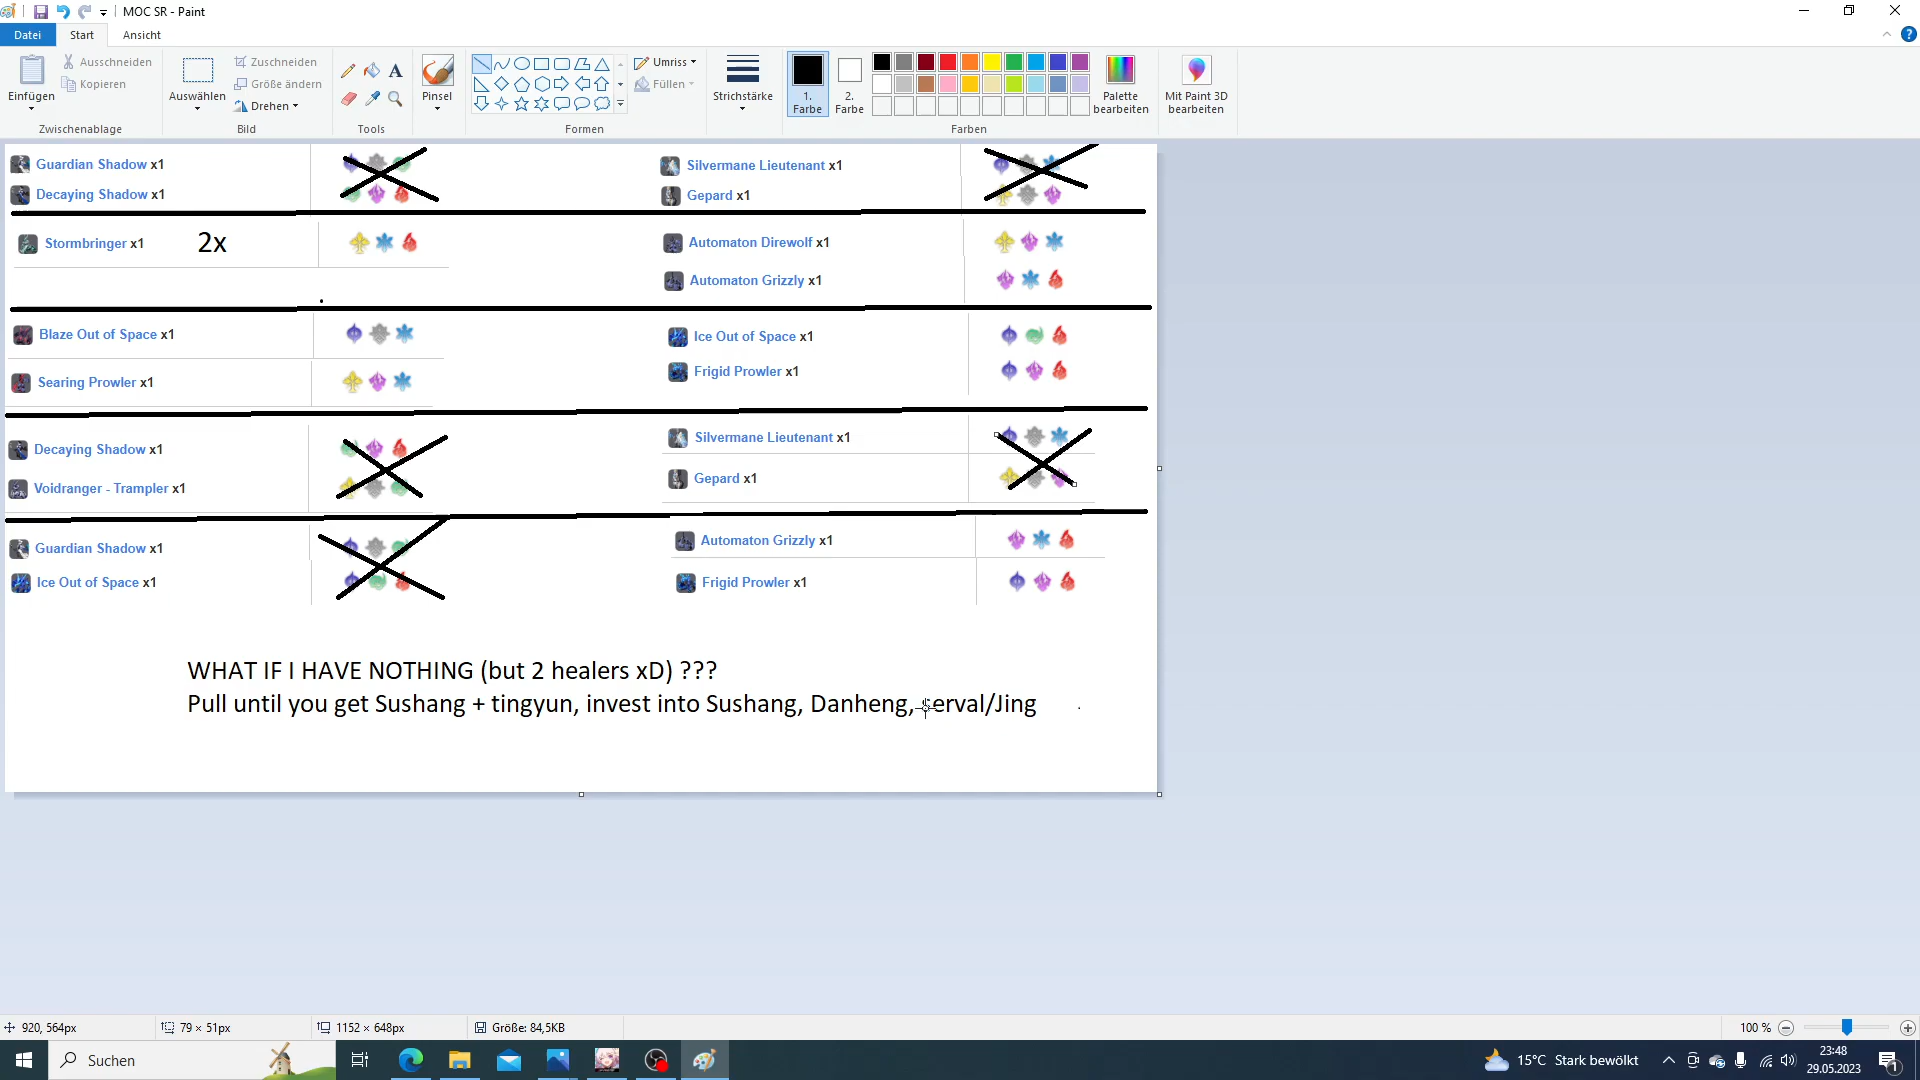 MOC SR - Paint
Datei Start Ansicht
Einfügen Ausschneiden Kopieren Zwischenablage
Auswählen Zuschneiden Größe ändern Drehen Bild
A Tools
Pinsel
Umriss Füllen Formen
Strichstärke
1. Farbe 2. Farbe Palette bearbeiten Farben
Mit Paint 3D bearbeiten
Guardian Shadow x1 Silvermane Lieutenant x1
Decaying Shadow x1 Gepard x1
Stormbringer x1 2x Automaton Direwolf x1
Automaton Grizzly x1
Blaze Out of Space x1 Ice Out of Space x1
Searing Prowler x1 Frigid Prowler x1
Decaying Shadow x1 Silvermane Lieutenant x1
Voidranger - Trampler x1 Gepard x1
Guardian Shadow x1 Automaton Grizzly x1
Ice Out of Space x1 Frigid Prowler x1
WHAT IF I HAVE NOTHING (but 2 healers xD) ???
Pull until you get Sushang + tingyun, invest into Sushang, Danheng, serval/Jing
920, 564px 79 × 51px 1152 × 648px Größe: 84,5KB 100 %
Suchen 15°C Stark bewölkt 23:48
29.05.2023 1